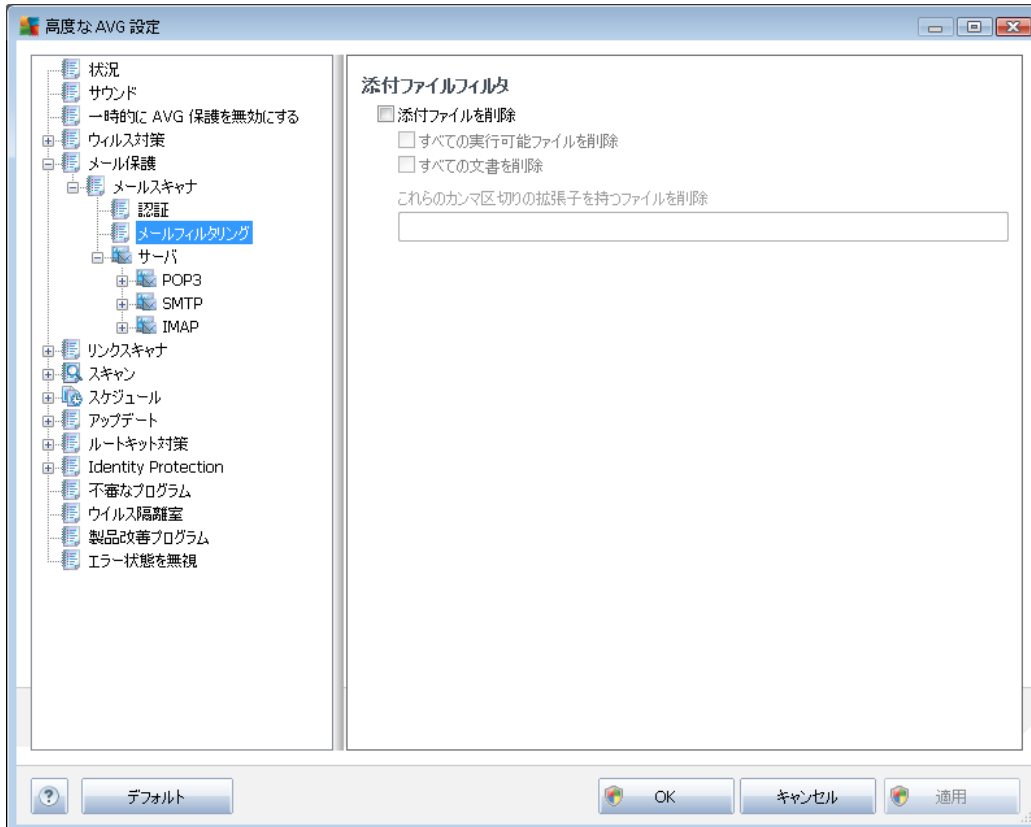 高度な AVG 設定
状況
サウンド
一時的に AVG 保護を無効にする
ウィルス対策
メール保護
メールスキャナ
認証
メールフィルタリング
サーバ
POP3
SMTP
IMAP
リンクスキャナ
スキャン
スケジュール
アップデート
ルートキット対策
Identity Protection
不審なプログラム
ウイルス隔離室
製品改善プログラム
エラー状態を無視
添付ファイルフィルタ
添付ファイルを削除
すべての実行可能ファイルを削除
すべての文書を削除
これらのカンマ区切りの拡張子を持つファイルを削除
デフォルト
OK
キャンセル
適用